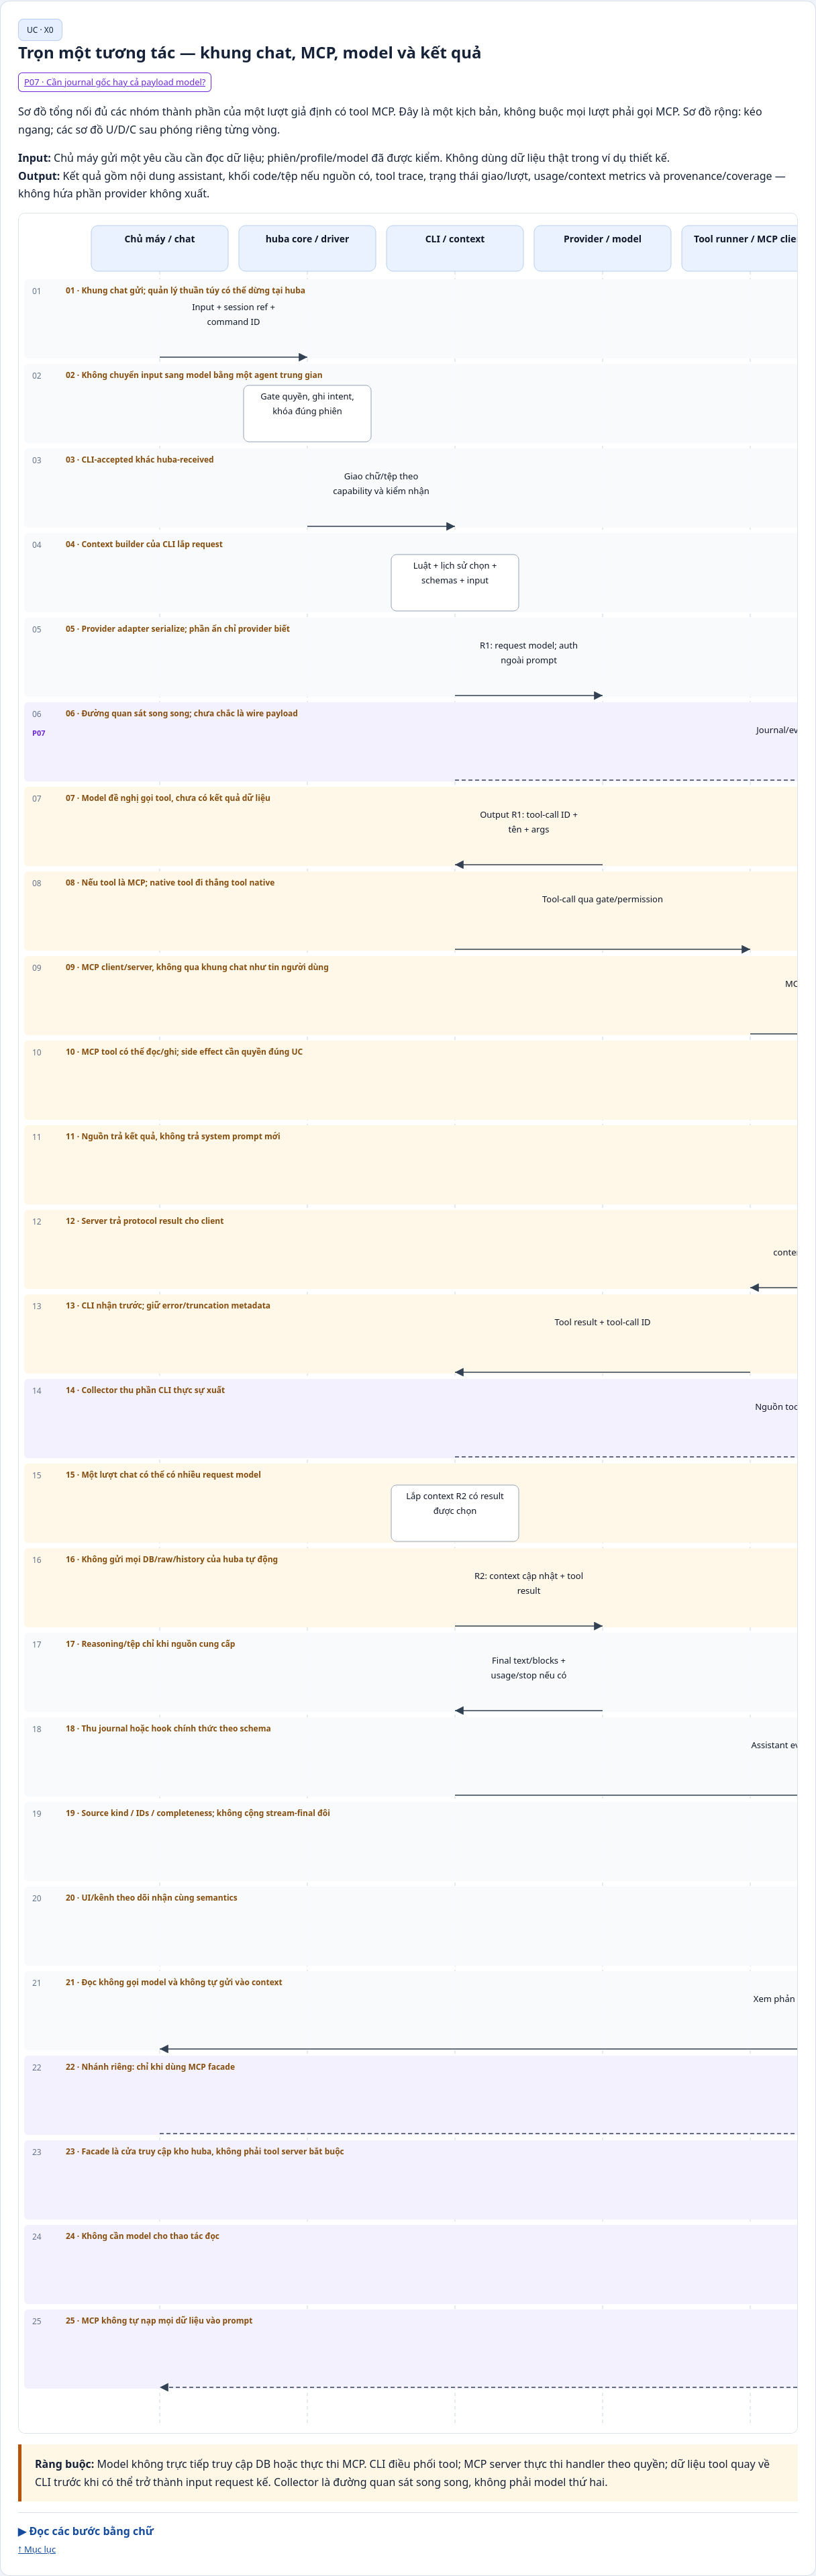 UC · X0
Trọn một tương tác — khung chat, MCP, model và kết quả
P07 · Cần journal gốc hay cả payload model?
Sơ đồ tổng nối đủ các nhóm thành phần của một lượt giả định có tool MCP. Đây là một kịch bản, không buộc mọi lượt phải gọi MCP. Sơ đồ rộng: kéo
ngang; các sơ đồ U/D/C sau phóng riêng từng vòng.
Input: Chủ máy gửi một yêu cầu cần đọc dữ liệu; phiên/profile/model đã được kiểm. Không dùng dữ liệu thật trong ví dụ thiết kế.
Output: Kết quả gồm nội dung assistant, khối code/tệp nếu nguồn có, tool trace, trạng thái giao/lượt, usage/context metrics và provenance/coverage —
không hứa phần provider không xuất.
Chủ máy / chat
huba core / driver
CLI / context
Provider / model
Tool runner / MCP clie
01
01 · Khung chat gửi; quản lý thuần túy có thể dừng tại huba
Input + session ref +
command ID
02
02 · Không chuyển input sang model bằng một agent trung gian
Gate quyền, ghi intent,
khóa đúng phiên
03
03 · CLI-accepted khác huba-received
Giao chữ/tệp theo
capability và kiểm nhận
04
04 · Context builder của CLI lắp request
Luật + lịch sử chọn +
schemas + input
05
05 · Provider adapter serialize; phần ẩn chỉ provider biết
R1: request model; auth
ngoài prompt
06
06 · Đường quan sát song song; chưa chắc là wire payload
P07
Journal/ev
07
07 · Model đề nghị gọi tool, chưa có kết quả dữ liệu
Output R1: tool-call ID +
tên + args
08
08 · Nếu tool là MCP; native tool đi thẳng tool native
Tool-call qua gate/permission
09
09 · MCP client/server, không qua khung chat như tin người dùng
MC
10
10 · MCP tool có thể đọc/ghi; side effect cần quyền đúng UC
11
11 · Nguồn trả kết quả, không trả system prompt mới
12
12 · Server trả protocol result cho client
conter
13
13 · CLI nhận trước; giữ error/truncation metadata
Tool result + tool-call ID
14
14 · Collector thu phần CLI thực sự xuất
Nguồn too
15
15 · Một lượt chat có thể có nhiều request model
Lắp context R2 có result
được chọn
16
16 · Không gửi mọi DB/raw/history của huba tự động
R2: context cập nhật + tool
result
17
17 · Reasoning/tệp chỉ khi nguồn cung cấp
Final text/blocks +
usage/stop nếu có
18
18 · Thu journal hoặc hook chính thức theo schema
Assistant ev
19
19 · Source kind / IDs / completeness; không cộng stream-final đôi
20
20 · UI/kênh theo dõi nhận cùng semantics
21
21 · Đọc không gọi model và không tự gửi vào context
Xem phản
22
22 · Nhánh riêng: chỉ khi dùng MCP facade
23
23 · Facade là cửa truy cập kho huba, không phải tool server bắt buộc
24
24 · Không cần model cho thao tác đọc
25
25 · MCP không tự nạp mọi dữ liệu vào prompt
Ràng buộc: Model không trực tiếp truy cập DB hoặc thực thi MCP. CLI điều phối tool; MCP server thực thi handler theo quyền; dữ liệu tool quay về
CLI trước khi có thể trở thành input request kế. Collector là đường quan sát song song, không phải model thứ hai.
▶ Đọc các bước bằng chữ
↑ Mục lục